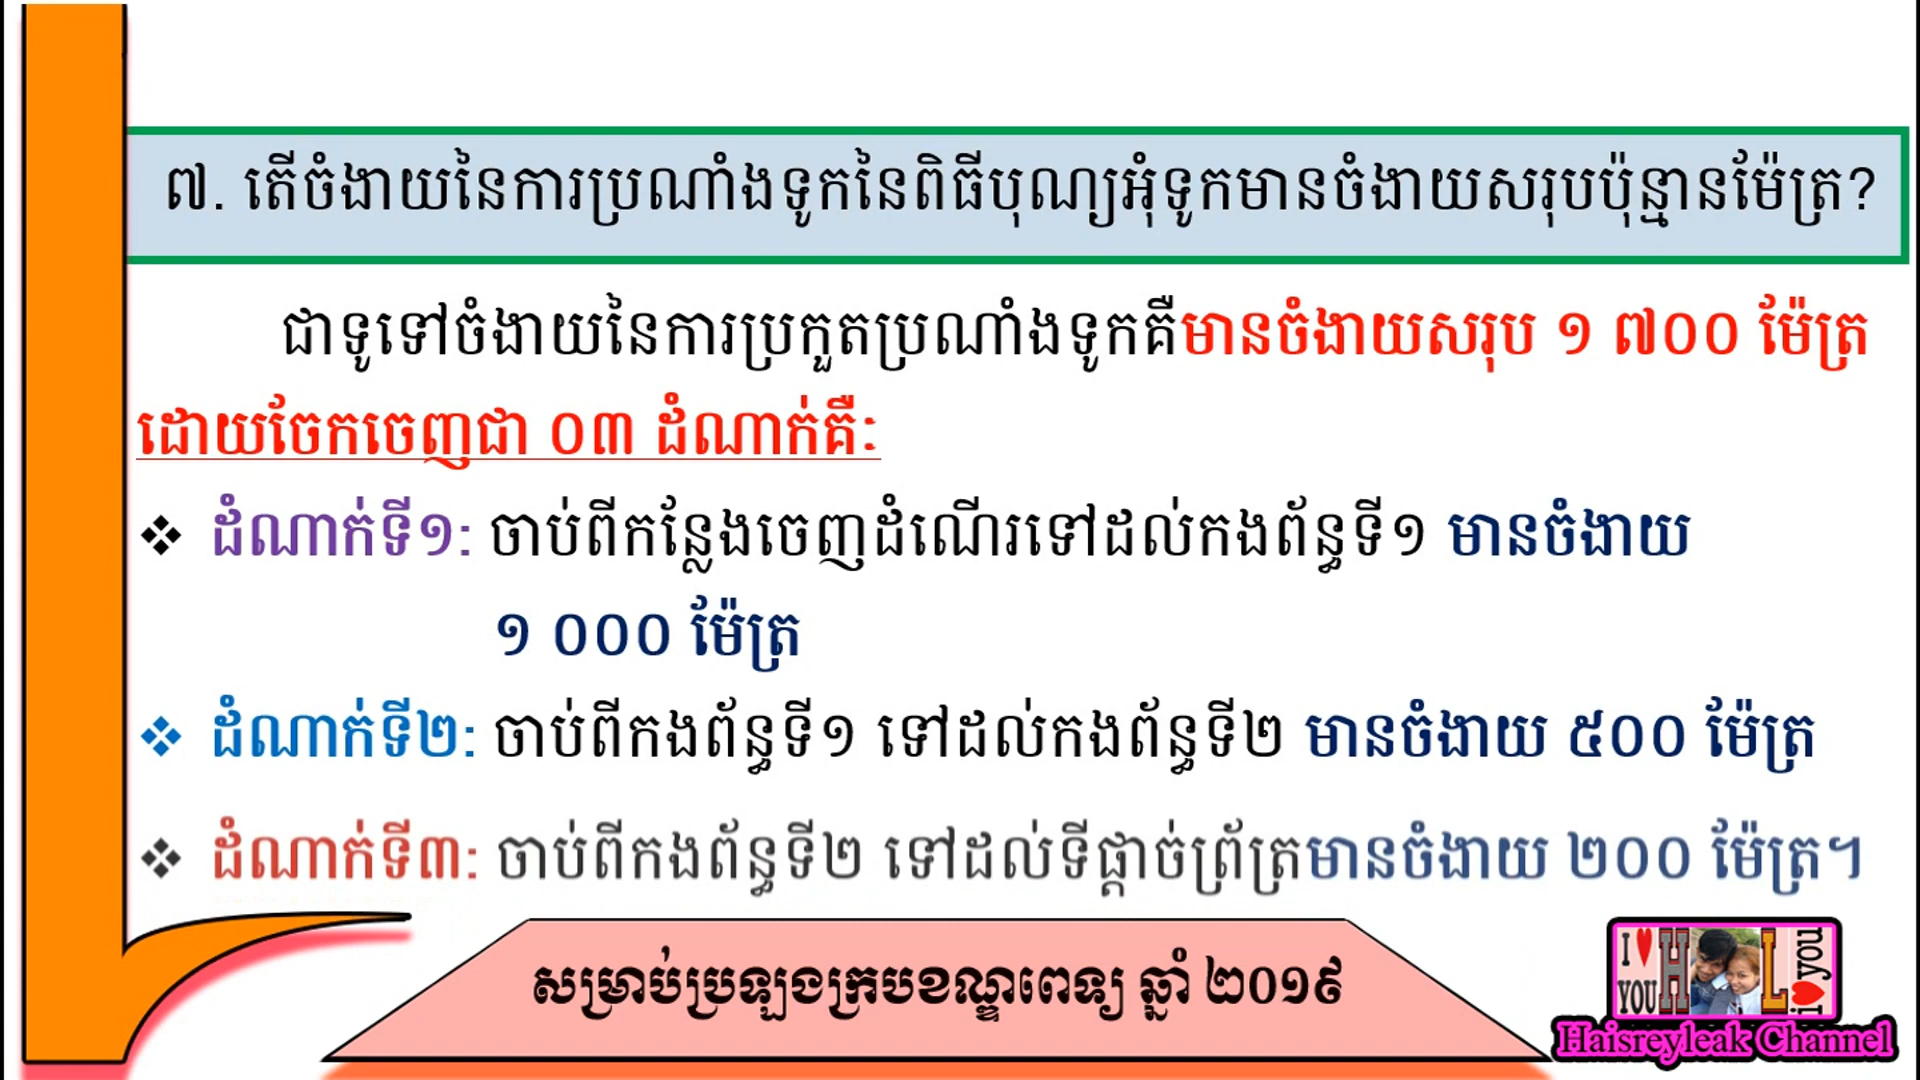 ៧. តើចំងាយនៃការប្រណាំងទូកនៃពិធីបុណ្យអុំទូកមានចំងាយសរុបប៉ុន្មានម៉ែត្រ?
ជាទូទៅចំងាយនៃការប្រកួតប្រណាំងទូកគឺមានចំងាយសរុប ១ ៧០០ ម៉ែត្រ
ដោយចែកចេញជា ០៣ ដំណាក់គឺ:
❖ ដំណាក់ទី១: ចាប់ពីកន្លែងចេញដំណើរទៅដល់កងព័ន្ធទី១ មានចំងាយ
១ ០០០ ម៉ែត្រ
❖ ដំណាក់ទី២: ចាប់ពីកងព័ន្ធទី១ ទៅដល់កងព័ន្ធទី២ មានចំងាយ ៥០០ ម៉ែត្រ
❖ ដំណាក់ទី៣: ចាប់ពីកងព័ន្ធទី២ ទៅដល់ទីផ្ដាច់ព្រ័ត្រមានចំងាយ ២០០ ម៉ែត្រ។
សម្រាប់ប្រឡងក្របខណ្ឌពេទ្យ ឆ្នាំ ២០១៩
I ♥ YOU H L i ♥ you
Haisreyleak Channel